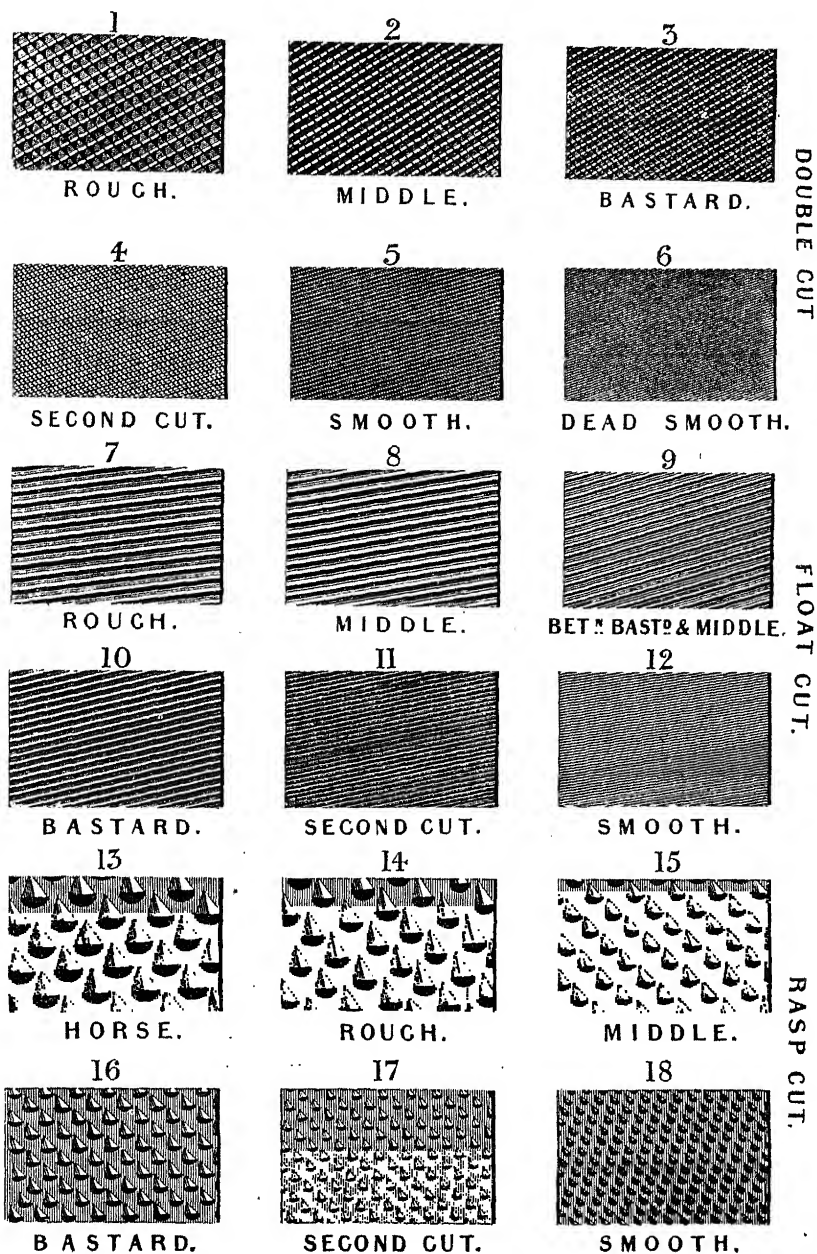 1 2 3
ROUGH. MIDDLE. BASTARD.
DOUBLE CUT
4 5 6
SECOND CUT. SMOOTH. DEAD SMOOTH.
7 8 9
ROUGH. MIDDLE. BETN BASTD & MIDDLE.
FLOAT CUT.
10 11 12
BASTARD. SECOND CUT. SMOOTH.
13 14 15
HORSE. ROUGH. MIDDLE.
RASP CUT.
16 17 18
BASTARD. SECOND CUT. SMOOTH.